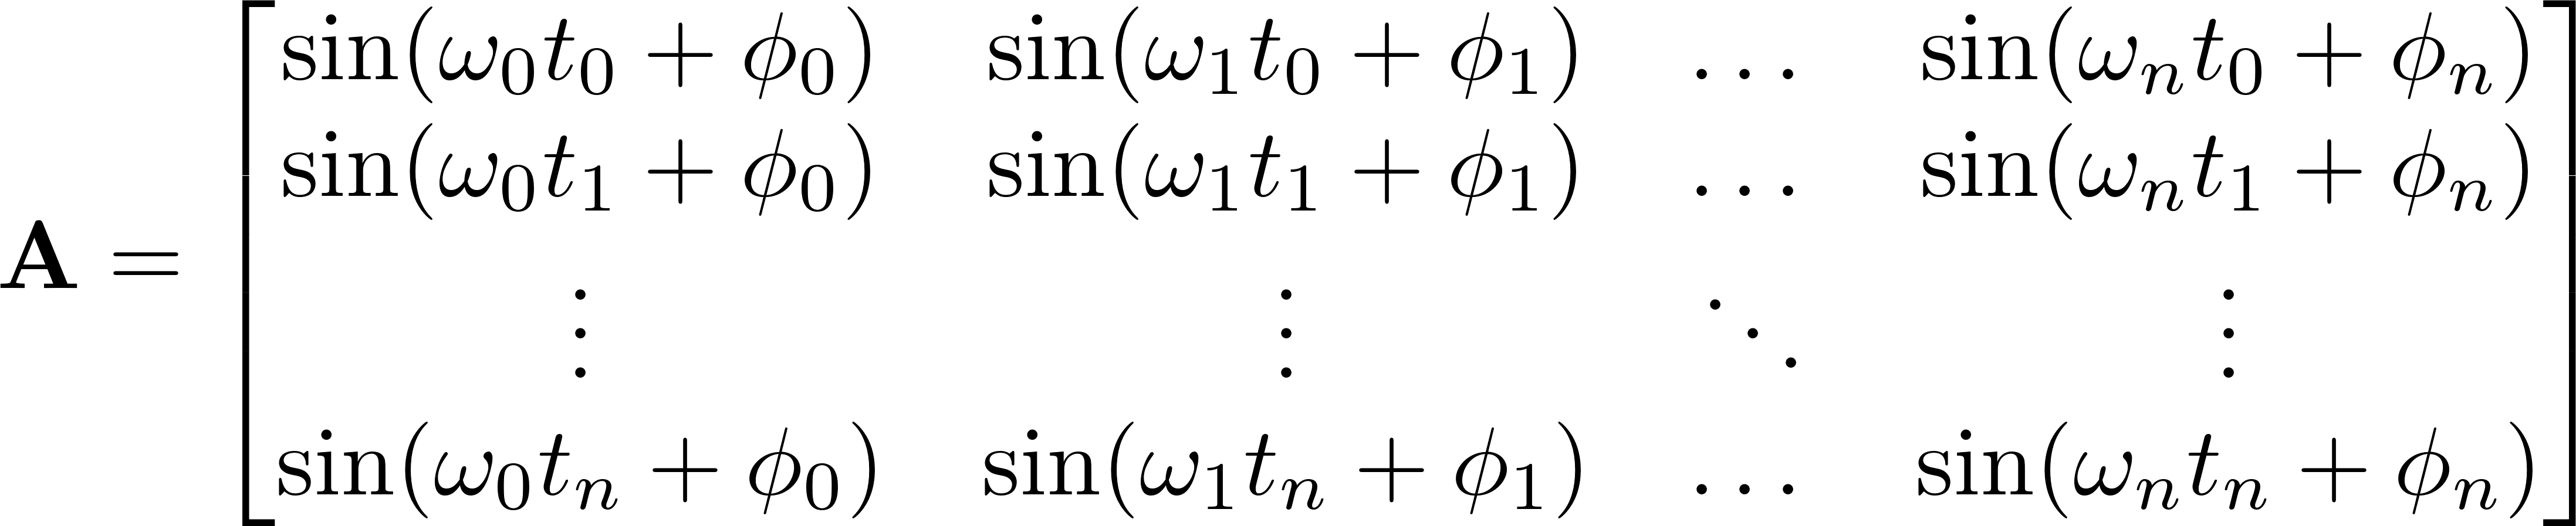 A = [ sin(ω₀t₀ + ϕ₀) sin(ω₁t₀ + ϕ₁) … sin(ωₙt₀ + ϕₙ)
sin(ω₀t₁ + ϕ₀) sin(ω₁t₁ + ϕ₁) … sin(ωₙt₁ + ϕₙ)
⋮ ⋮ ⋱ ⋮
sin(ω₀tₙ + ϕ₀) sin(ω₁tₙ + ϕ₁) … sin(ωₙtₙ + ϕₙ) ]